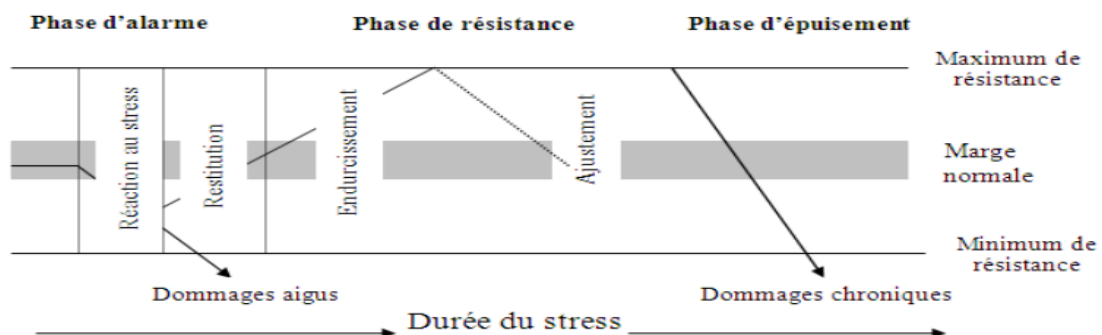 Phase d'alarme
Phase de résistance
Phase d'épuisement
Maximum de
résistance
Réaction au stress
Restitution
Endurcissement
Ajustement
Marge
normale
Minimum de
résistance
Dommages aigus
Dommages chroniques
Durée du stress